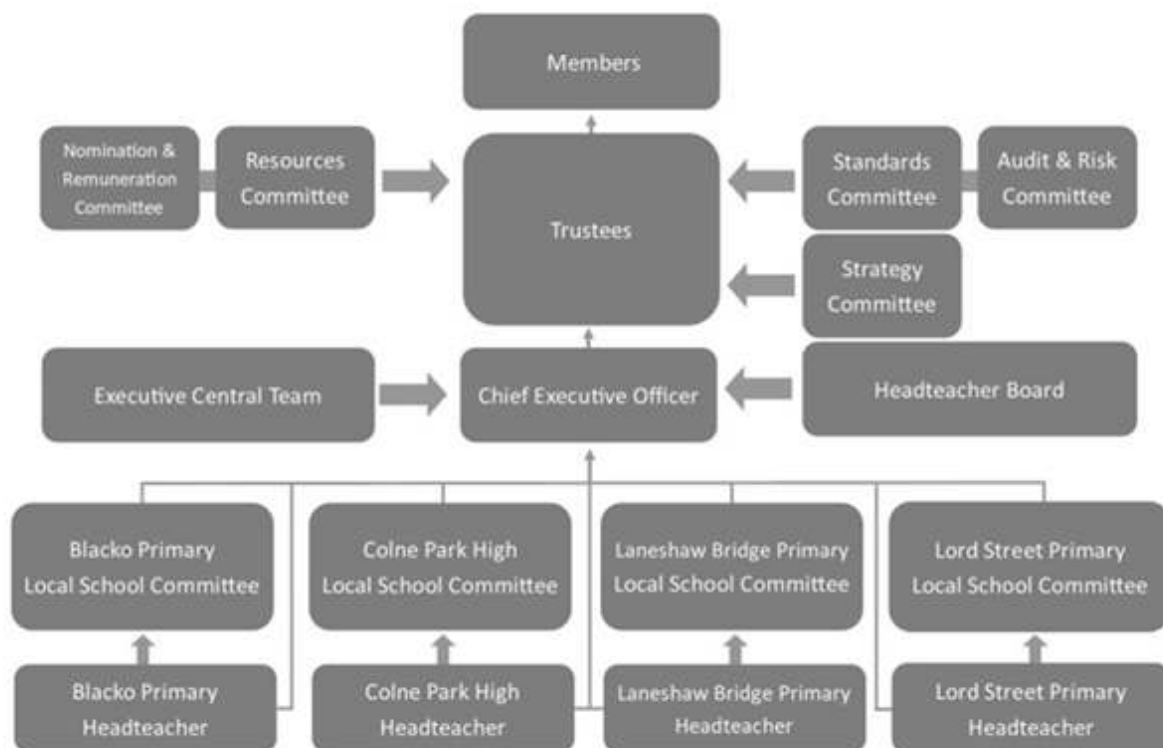 Members
Nomination &
Remuneration
Committee
Resources
Committee
Trustees
Standards
Committee
Audit & Risk
Committee
Strategy
Committee
Executive Central Team
Chief Executive Officer
Headteacher Board
Blacko Primary
Local School Committee
Colne Park High
Local School Committee
Laneshaw Bridge Primary
Local School Committee
Lord Street Primary
Local School Committee
Blacko Primary
Headteacher
Colne Park High
Headteacher
Laneshaw Bridge Primary
Headteacher
Lord Street Primary
Headteacher